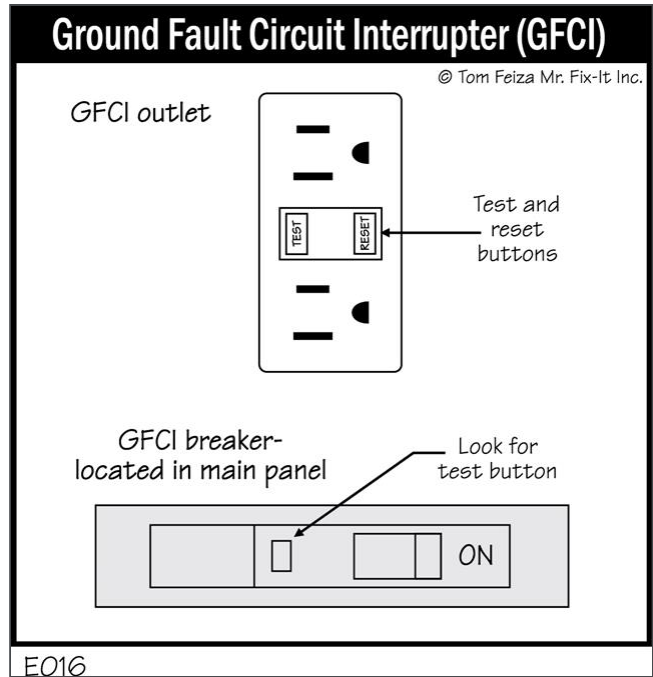 Ground Fault Circuit Interrupter (GFCI)
© Tom Feiza Mr. Fix-It Inc.
GFCI outlet
Test and
reset
buttons
TEST
RESET
GFCI breaker-
located in main panel
Look for
test button
ON
E016